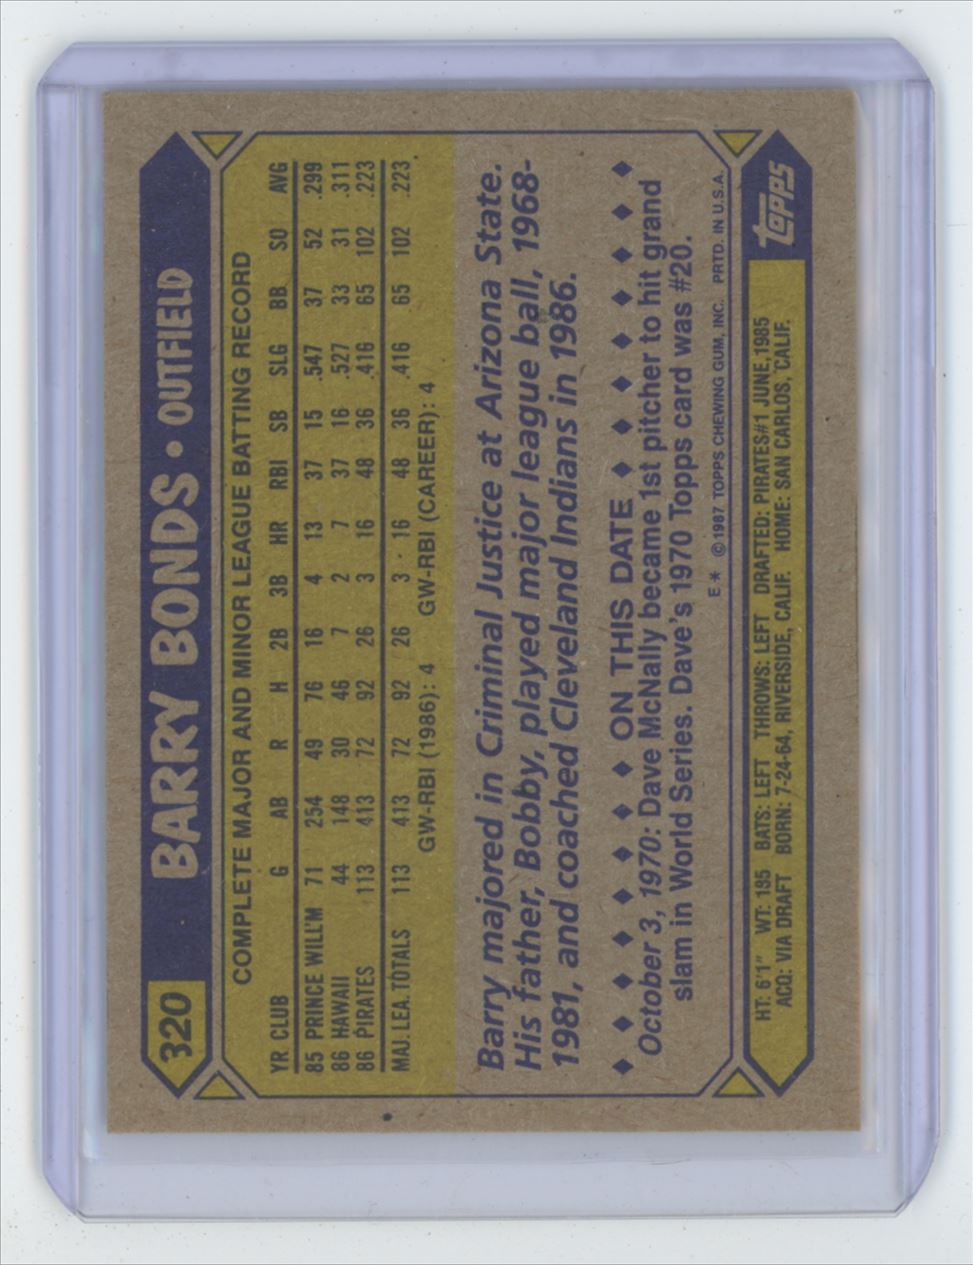 320 BARRY BONDS • OUTFIELD
COMPLETE MAJOR AND MINOR LEAGUE BATTING RECORD
YR CLUB G AB R H 2B 3B HR RBI SB SLG BB SO AVG
85 PRINCE WILL'M 71 254 49 76 16 4 13 37 15 .547 37 52 .299
86 HAWAII 44 148 30 46 7 2 7 37 16 .527 33 31 .311
86 PIRATES 113 413 72 92 26 3 16 48 36 .416 65 102 .223
MAJ. LEA. TOTALS 113 413 72 92 26 3 16 48 36 .416 65 102 .223
GW-RBI (1986): 4 GW-RBI (CAREER): 4
Barry majored in Criminal Justice at Arizona State.
His father, Bobby, played major league ball, 1968-
1981, and coached Cleveland Indians in 1986.
♦ ♦ ♦ ♦ ♦ ♦ ♦ ON THIS DATE ♦ ♦ ♦ ♦ ♦ ♦ ♦
October 3, 1970: Dave McNally became 1st pitcher to hit grand
slam in World Series. Dave's 1970 Topps card was #20.
E* © 1987 TOPPS CHEWING GUM, INC. PRTD. IN U.S.A.
HT: 6'1" WT: 185 BATS: LEFT THROWS: LEFT DRAFTED: PIRATES#1 JUNE,1985
ACQ: VIA DRAFT BORN: 7-24-64, RIVERSIDE, CALIF. HOME: SAN CARLOS, CALIF.
topps